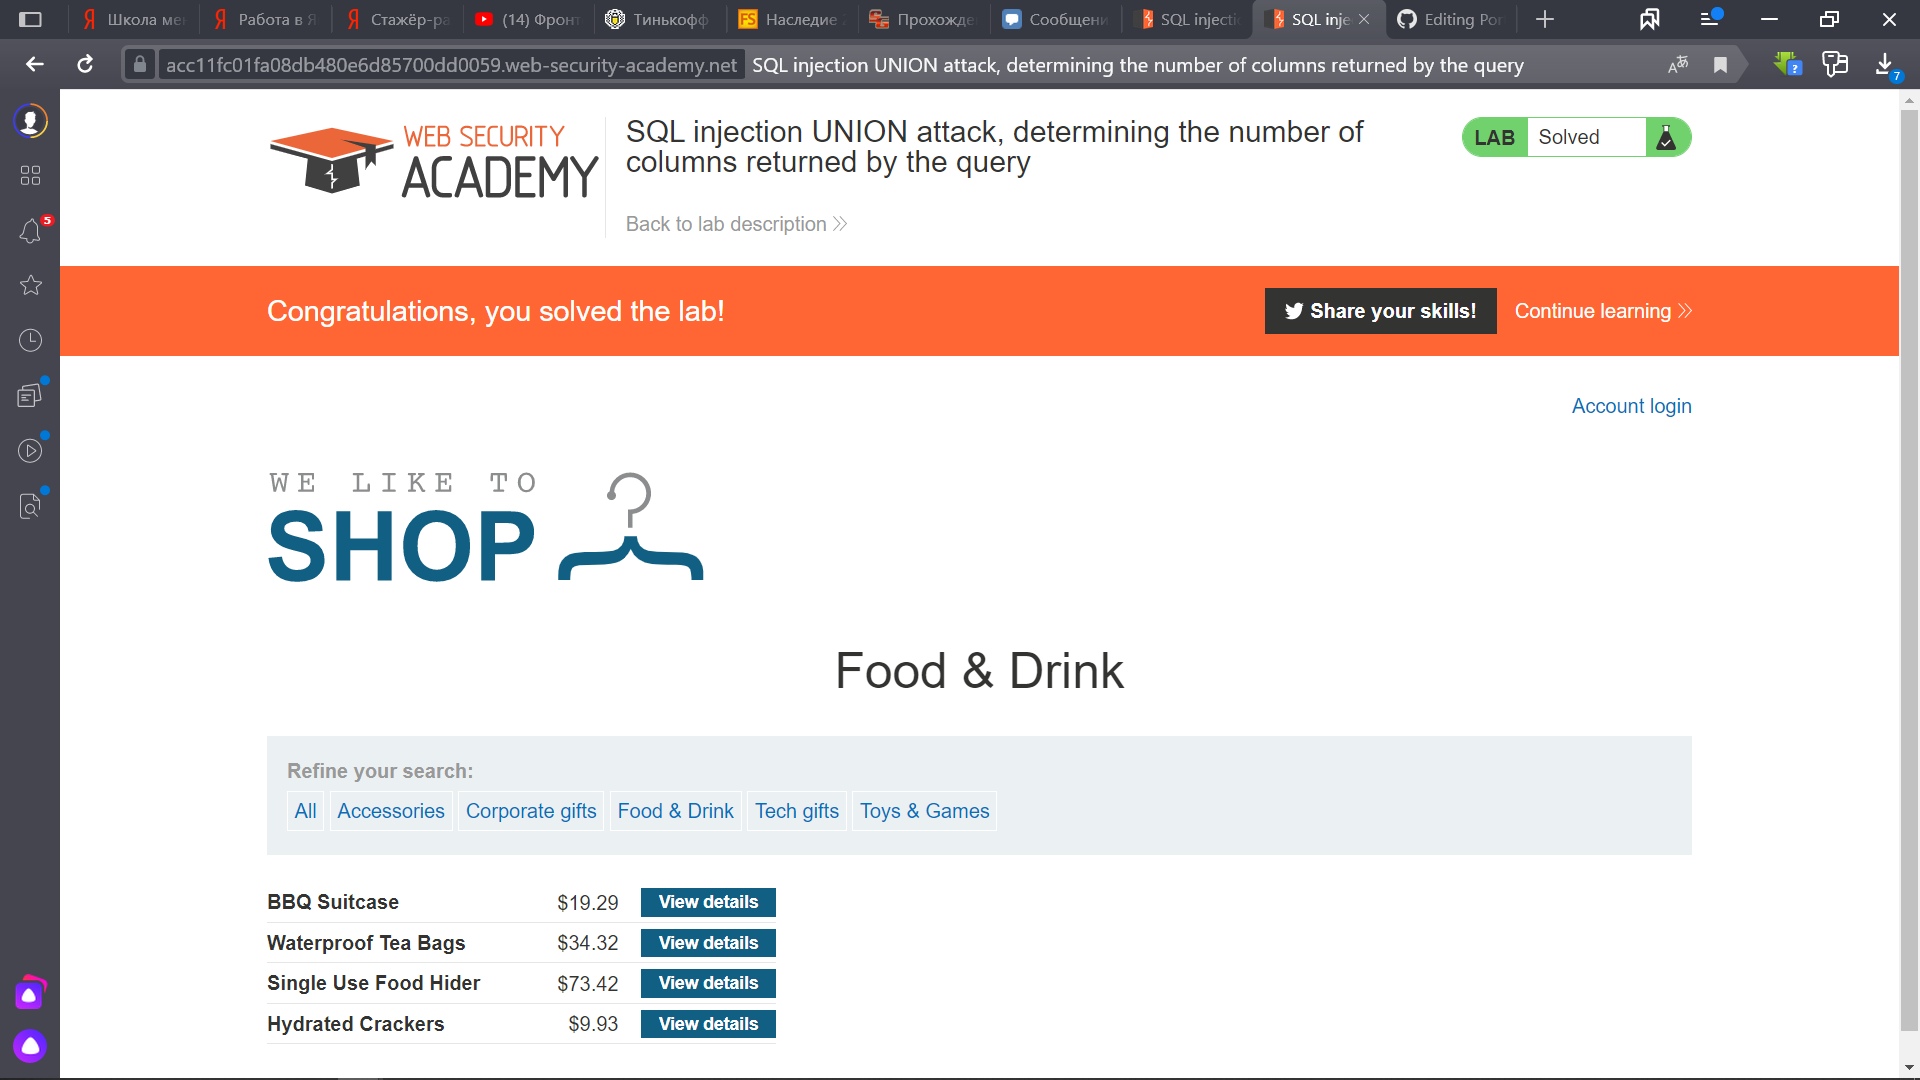 Школа ме
Работа в Я
Стажёр-ра
(14) Фронт
Тинькофф
FS Наследие
Прохожде
Сообщени
SQL injecti
SQL inje
Editing Por
acc11fc01fa08db480e6d85700dd0059.web-security-academy.net SQL injection UNION attack, determining the number of columns returned by the query
7
5
WEB SECURITY
ACADEMY
SQL injection UNION attack, determining the number of
columns returned by the query
Back to lab description
LAB Solved
Congratulations, you solved the lab!
Share your skills!
Continue learning
Account login
WE LIKE TO
SHOP
Food & Drink
Refine your search:
All Accessories Corporate gifts Food & Drink Tech gifts Toys & Games
BBQ Suitcase $19.29 View details
Waterproof Tea Bags $34.32 View details
Single Use Food Hider $73.42 View details
Hydrated Crackers $9.93 View details